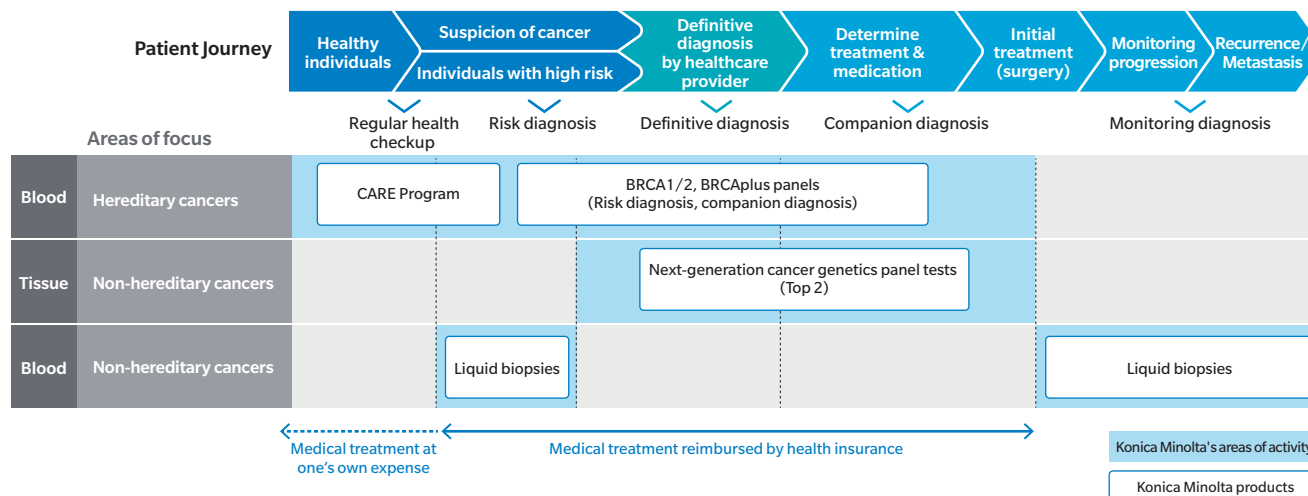 Patient Journey
Healthy
individuals
Suspicion of cancer
Individuals with high risk
Definitive
diagnosis
by healthcare
provider
Determine
treatment &
medication
Initial
treatment
(surgery)
Monitoring
progression
Recurrence/
Metastasis
Areas of focus
Regular health
checkup
Risk diagnosis
Definitive diagnosis
Companion diagnosis
Monitoring diagnosis
Blood
Hereditary cancers
CARE Program
BRCA1/2, BRCAplus panels
(Risk diagnosis, companion diagnosis)
Tissue
Non-hereditary cancers
Next-generation cancer genetics panel tests
(Top 2)
Blood
Non-hereditary cancers
Liquid biopsies
Liquid biopsies
Medical treatment at
one's own expense
Medical treatment reimbursed by health insurance
Konica Minolta's areas of activity
Konica Minolta products